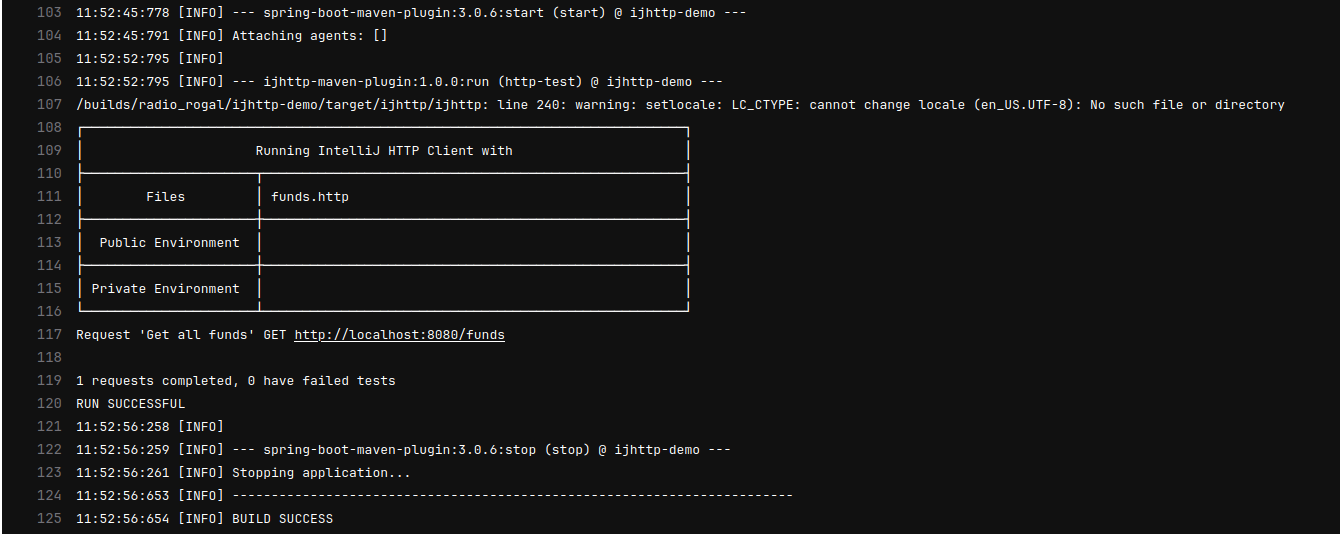 103 11:52:45:778 [INFO] --- spring-boot-maven-plugin:3.0.6:start (start) @ ijhttp-demo ---
104 11:52:45:791 [INFO] Attaching agents: []
105 11:52:52:795 [INFO]
106 11:52:52:795 [INFO] --- ijhttp-maven-plugin:1.0.0:run (http-test) @ ijhttp-demo ---
107 /builds/radio_rogal/ijhttp-demo/target/ijhttp/ijhttp: line 240: warning: setlocale: LC_CTYPE: cannot change locale (en_US.UTF-8): No such file or directory
108
109 Running IntelliJ HTTP Client with
110
111 Files funds.http
112
113 Public Environment
114
115 Private Environment
116
117 Request 'Get all funds' GET http://localhost:8080/funds
118
119 1 requests completed, 0 have failed tests
120 RUN SUCCESSFUL
121 11:52:56:258 [INFO]
122 11:52:56:259 [INFO] --- spring-boot-maven-plugin:3.0.6:stop (stop) @ ijhttp-demo ---
123 11:52:56:261 [INFO] Stopping application...
124 11:52:56:653 [INFO] ------------------------------------------------------------------------
125 11:52:56:654 [INFO] BUILD SUCCESS